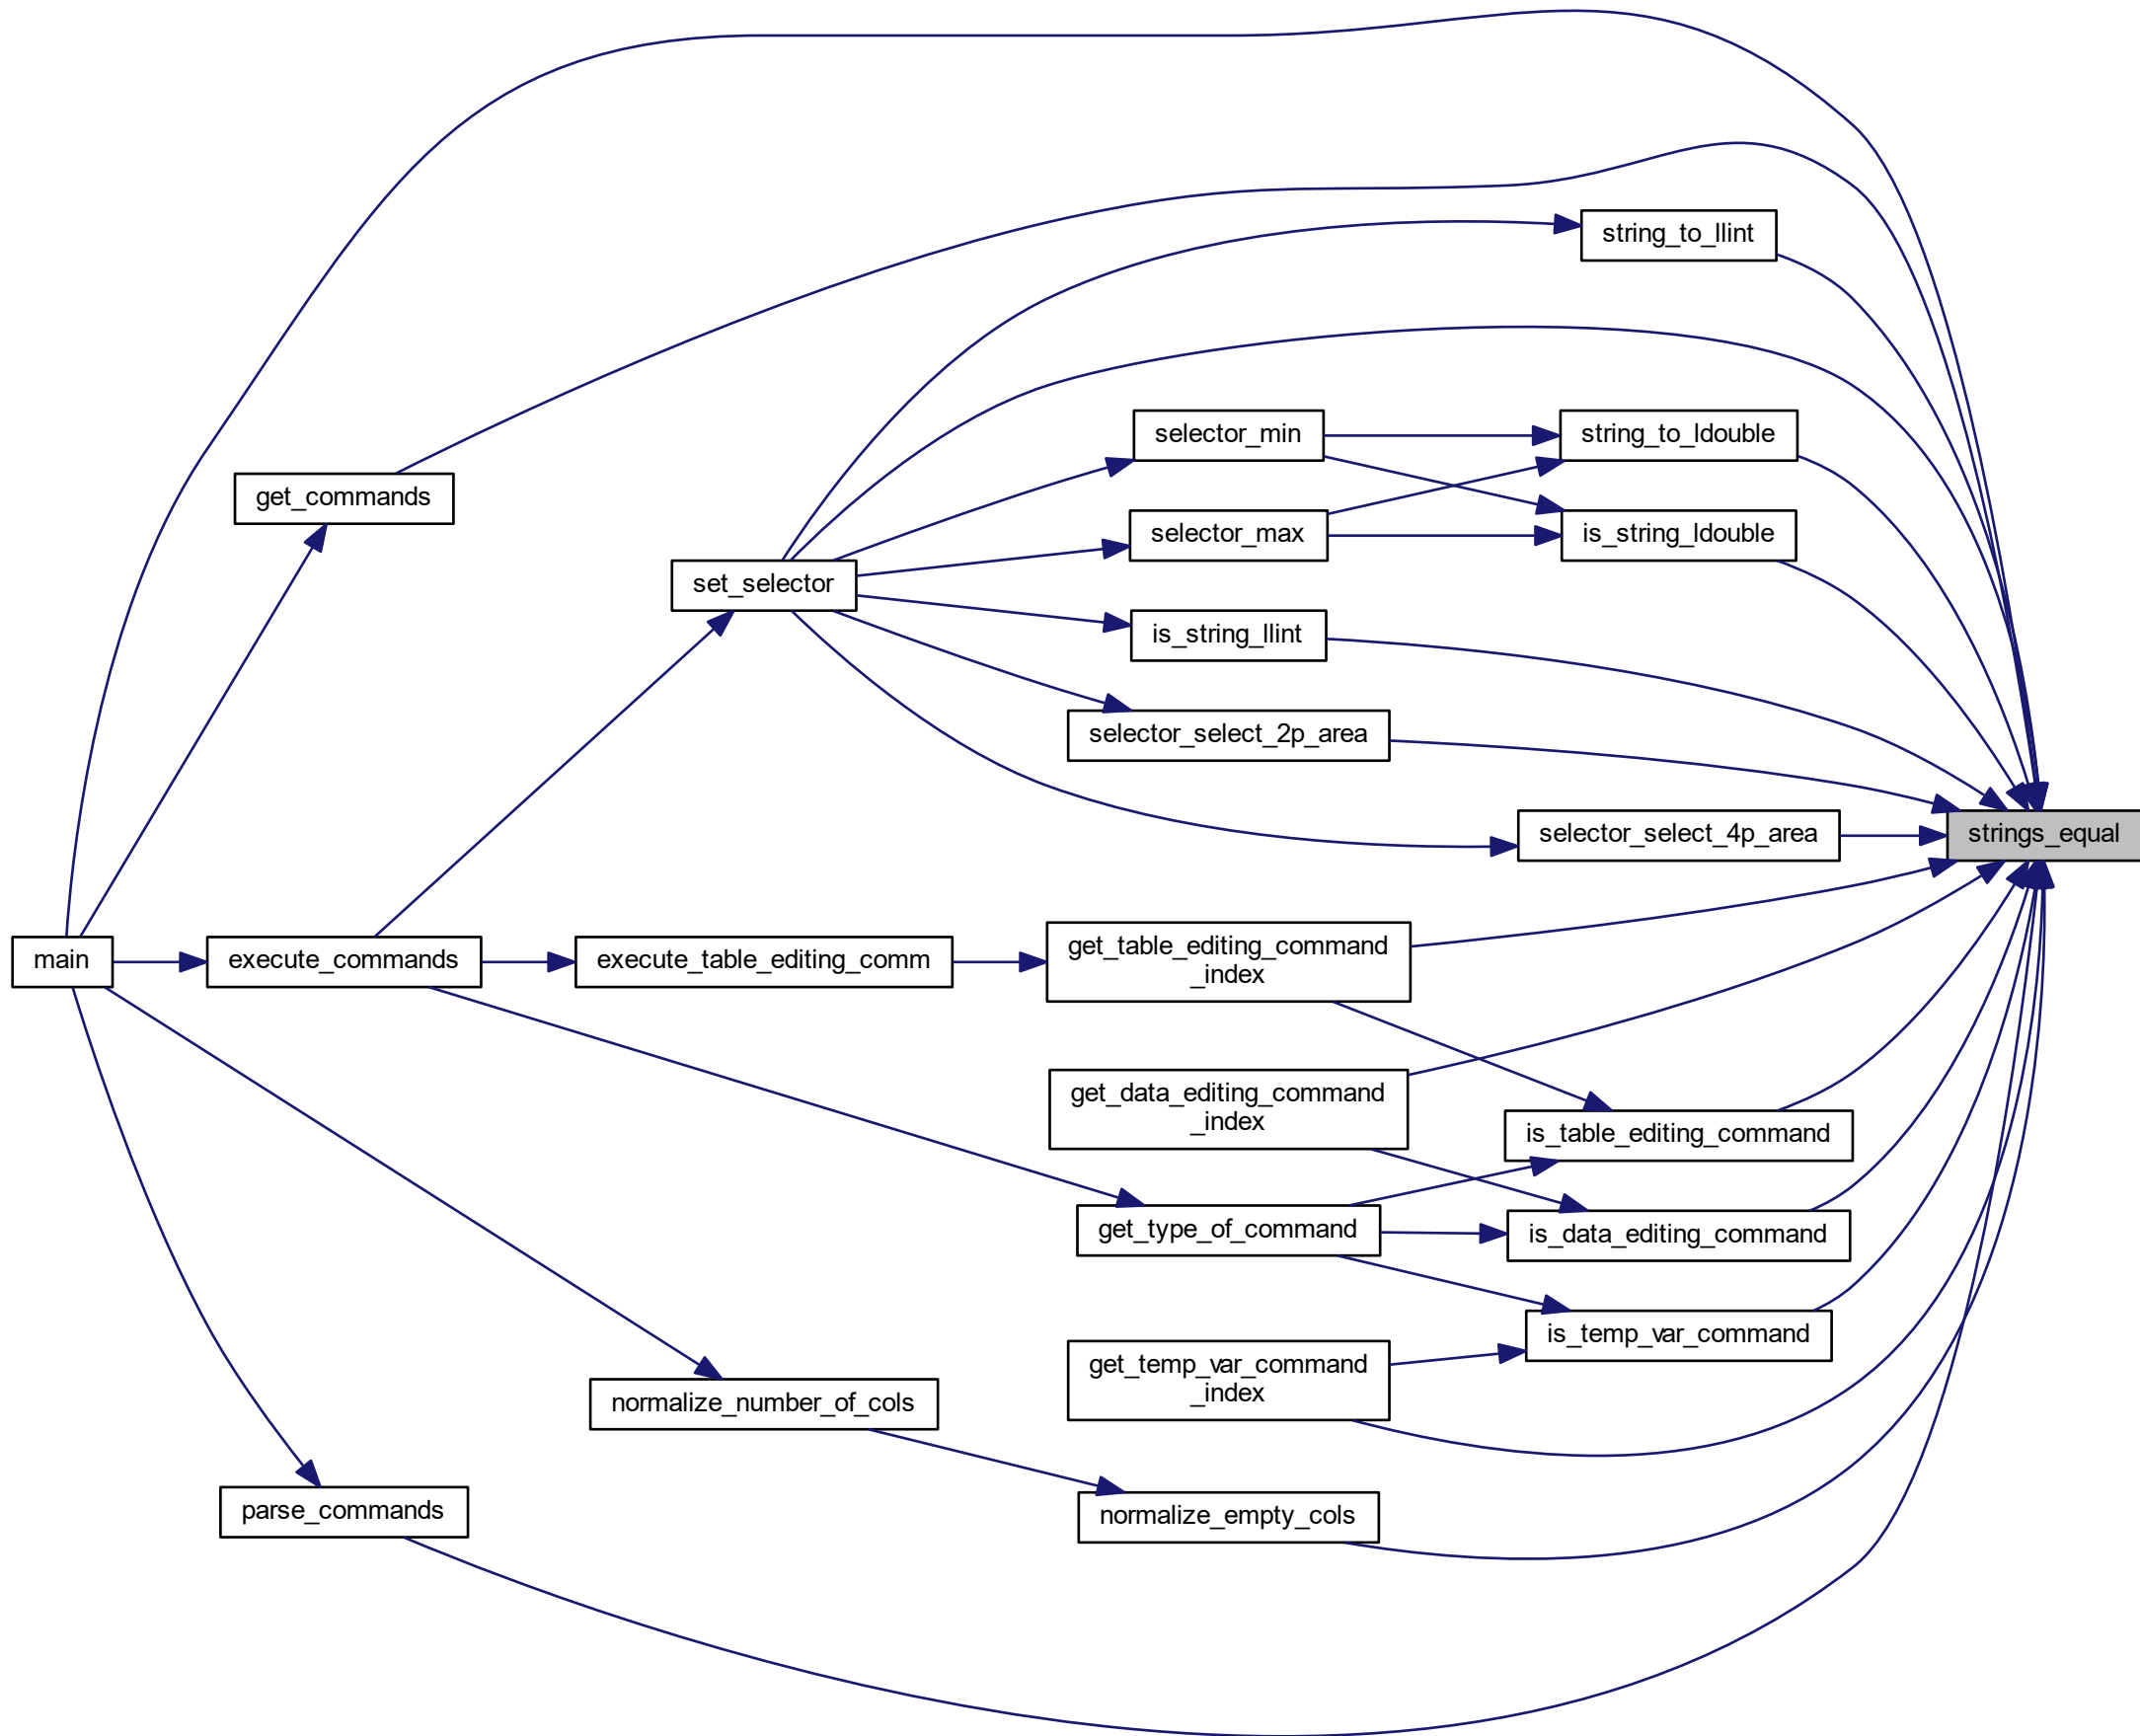 string_to_llint
selector_min
string_to_ldouble
get_commands
selector_max
is_string_ldouble
set_selector
is_string_llint
selector_select_2p_area
selector_select_4p_area
strings_equal
main
execute_commands
execute_table_editing_comm
get_table_editing_command
_index
get_data_editing_command
_index
is_table_editing_command
get_type_of_command
is_data_editing_command
is_temp_var_command
get_temp_var_command
_index
normalize_number_of_cols
parse_commands
normalize_empty_cols